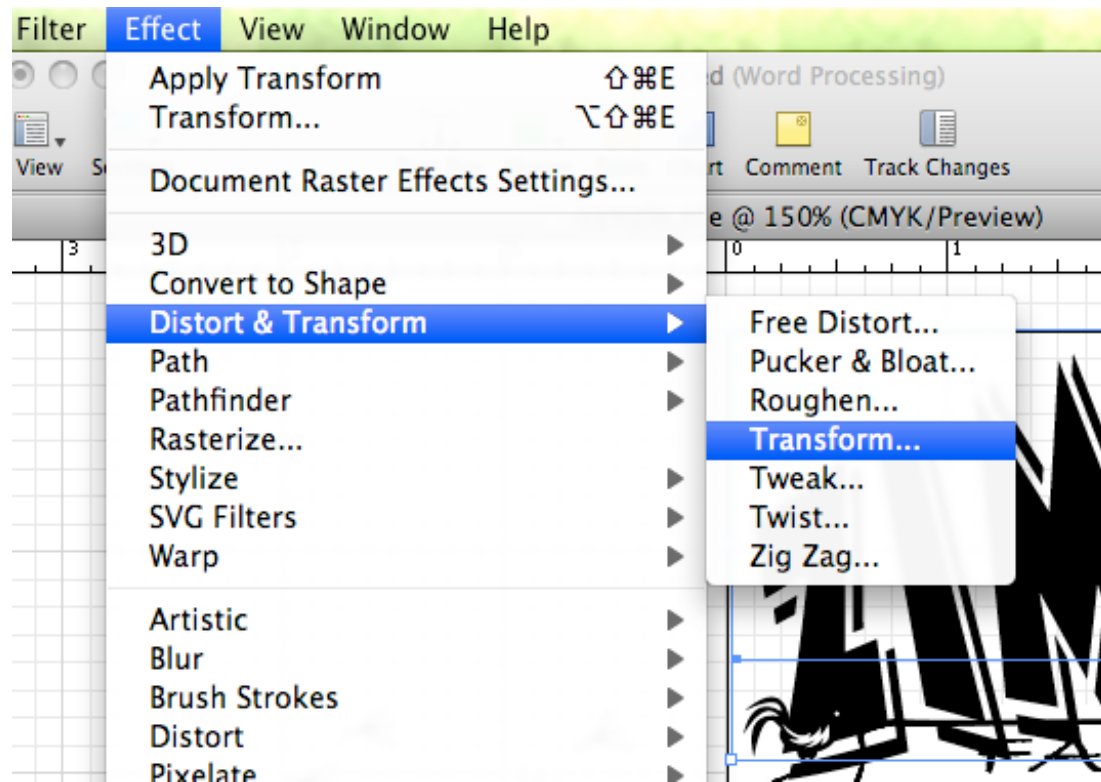 Filter Effect View Window Help
Apply Transform ⇧⌘E
Transform... ⌥⇧⌘E
Document Raster Effects Settings...
3D
Convert to Shape
Distort & Transform
Path
Pathfinder
Rasterize...
Stylize
SVG Filters
Warp
Artistic
Blur
Brush Strokes
Distort
Pixelate
Free Distort...
Pucker & Bloat...
Roughen...
Transform...
Tweak...
Twist...
Zig Zag...
(Word Processing)
View Comment Track Changes
@ 150% (CMYK/Preview)
3 0 1